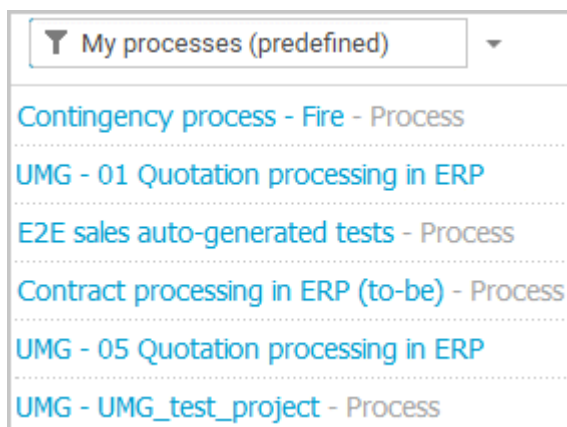 My processes (predefined)
Contingency process - Fire - Process
UMG - 01 Quotation processing in ERP
E2E sales auto-generated tests - Process
Contract processing in ERP (to-be) - Process
UMG - 05 Quotation processing in ERP
UMG - UMG_test_project - Process